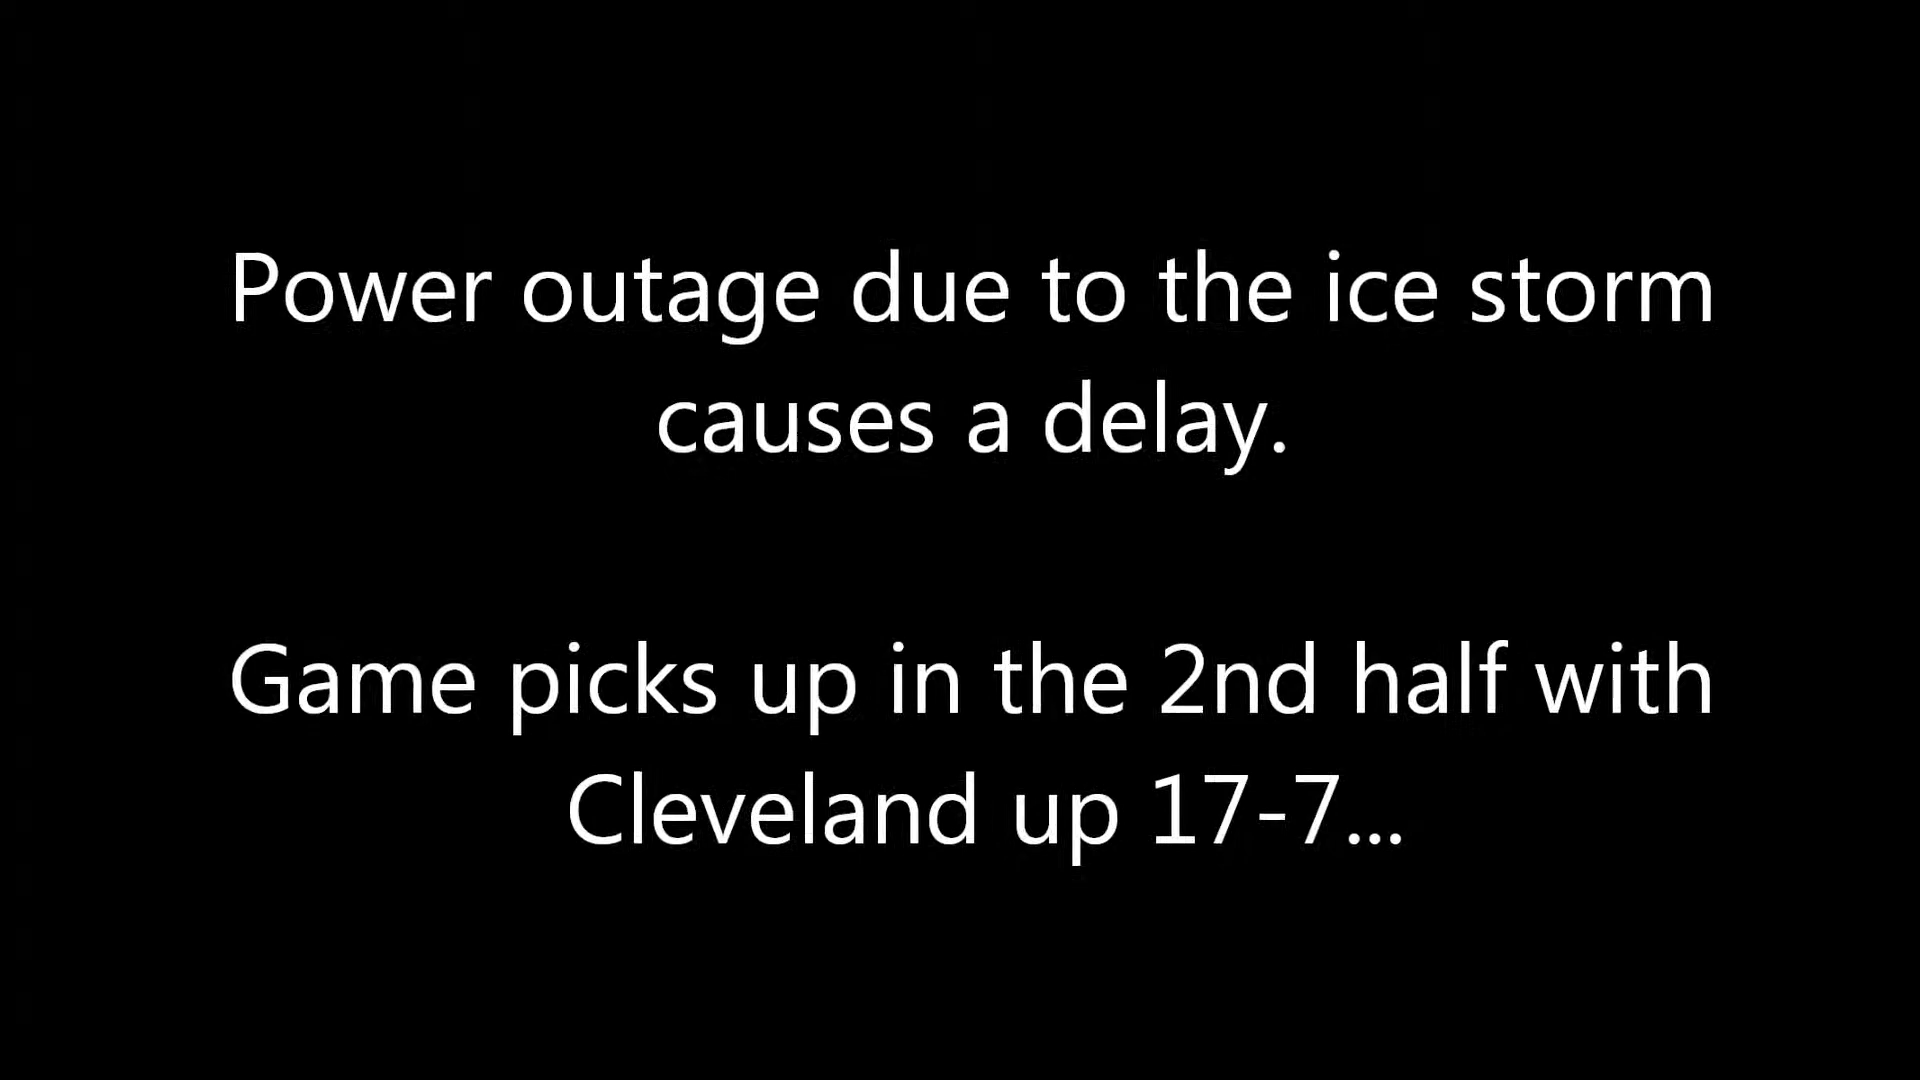 Power outage due to the ice storm
causes a delay.
Game picks up in the 2nd half with
Cleveland up 17-7...